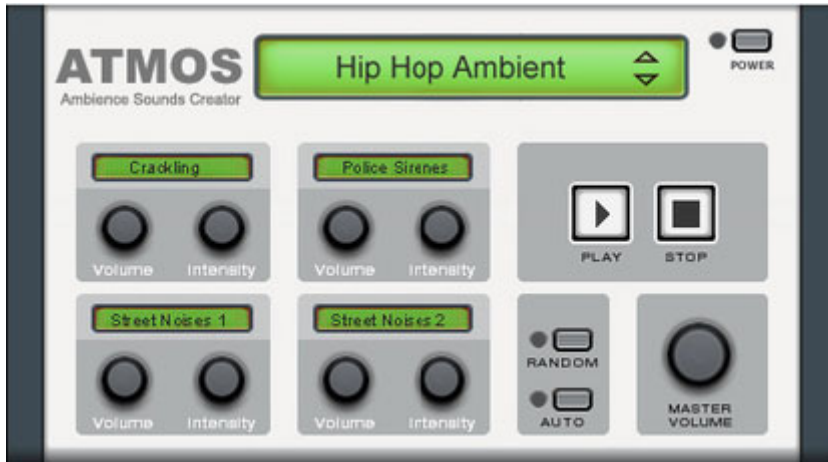 ATMOS
Ambience Sounds Creator
Hip Hop Ambient
POWER
Crackling
Volume Intensity
Police Sirenes
Volume Intensity
PLAY STOP
Street Noises 1
Volume Intensity
Street Noises 2
Volume Intensity
RANDOM
AUTO
MASTER
VOLUME